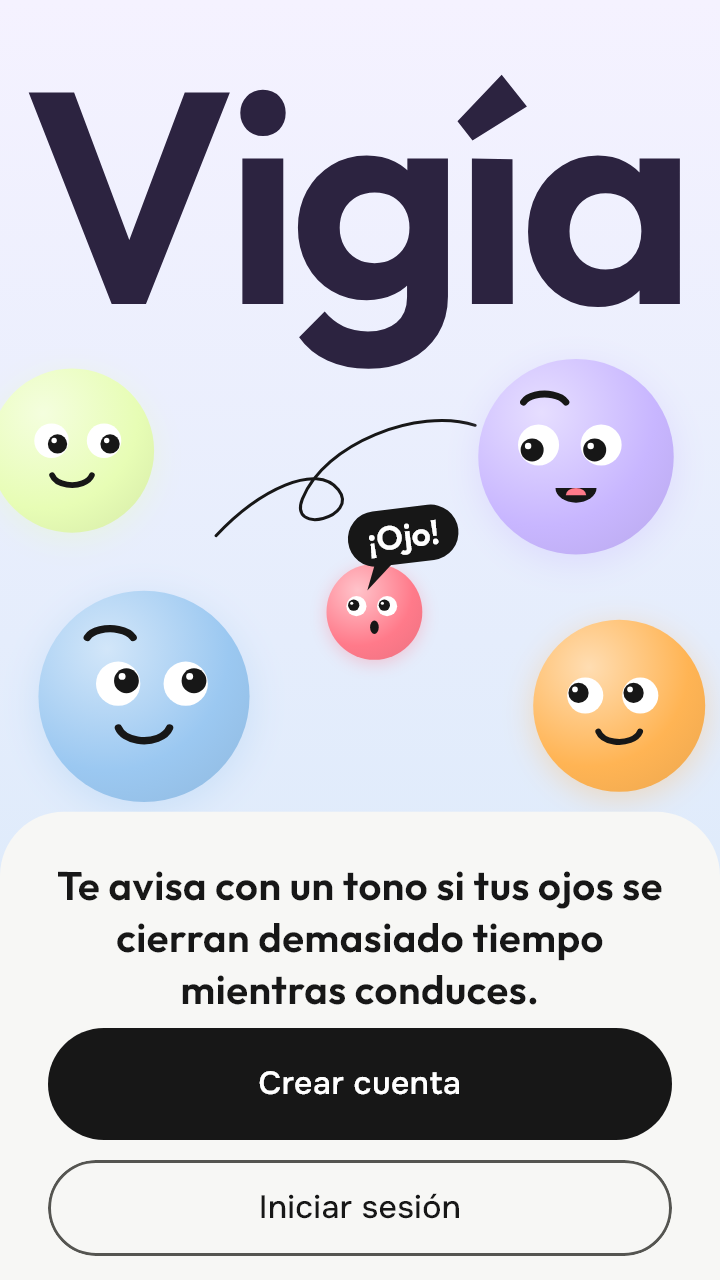 Vigía
¡Ojo!
Te avisa con un tono si tus ojos se
cierran demasiado tiempo
mientras conduces.
Crear cuenta
Iniciar sesión